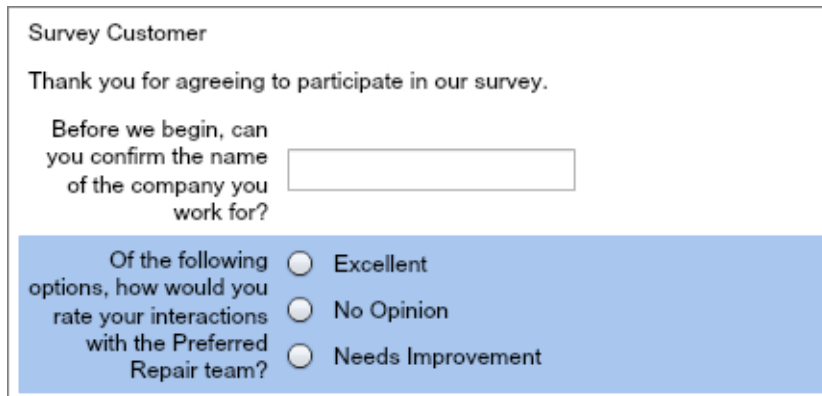 Survey Customer
Thank you for agreeing to participate in our survey.
Before we begin, can
you confirm the name
of the company you
work for?
Of the following
options, how would you
rate your interactions
with the Preferred
Repair team?
Excellent
No Opinion
Needs Improvement